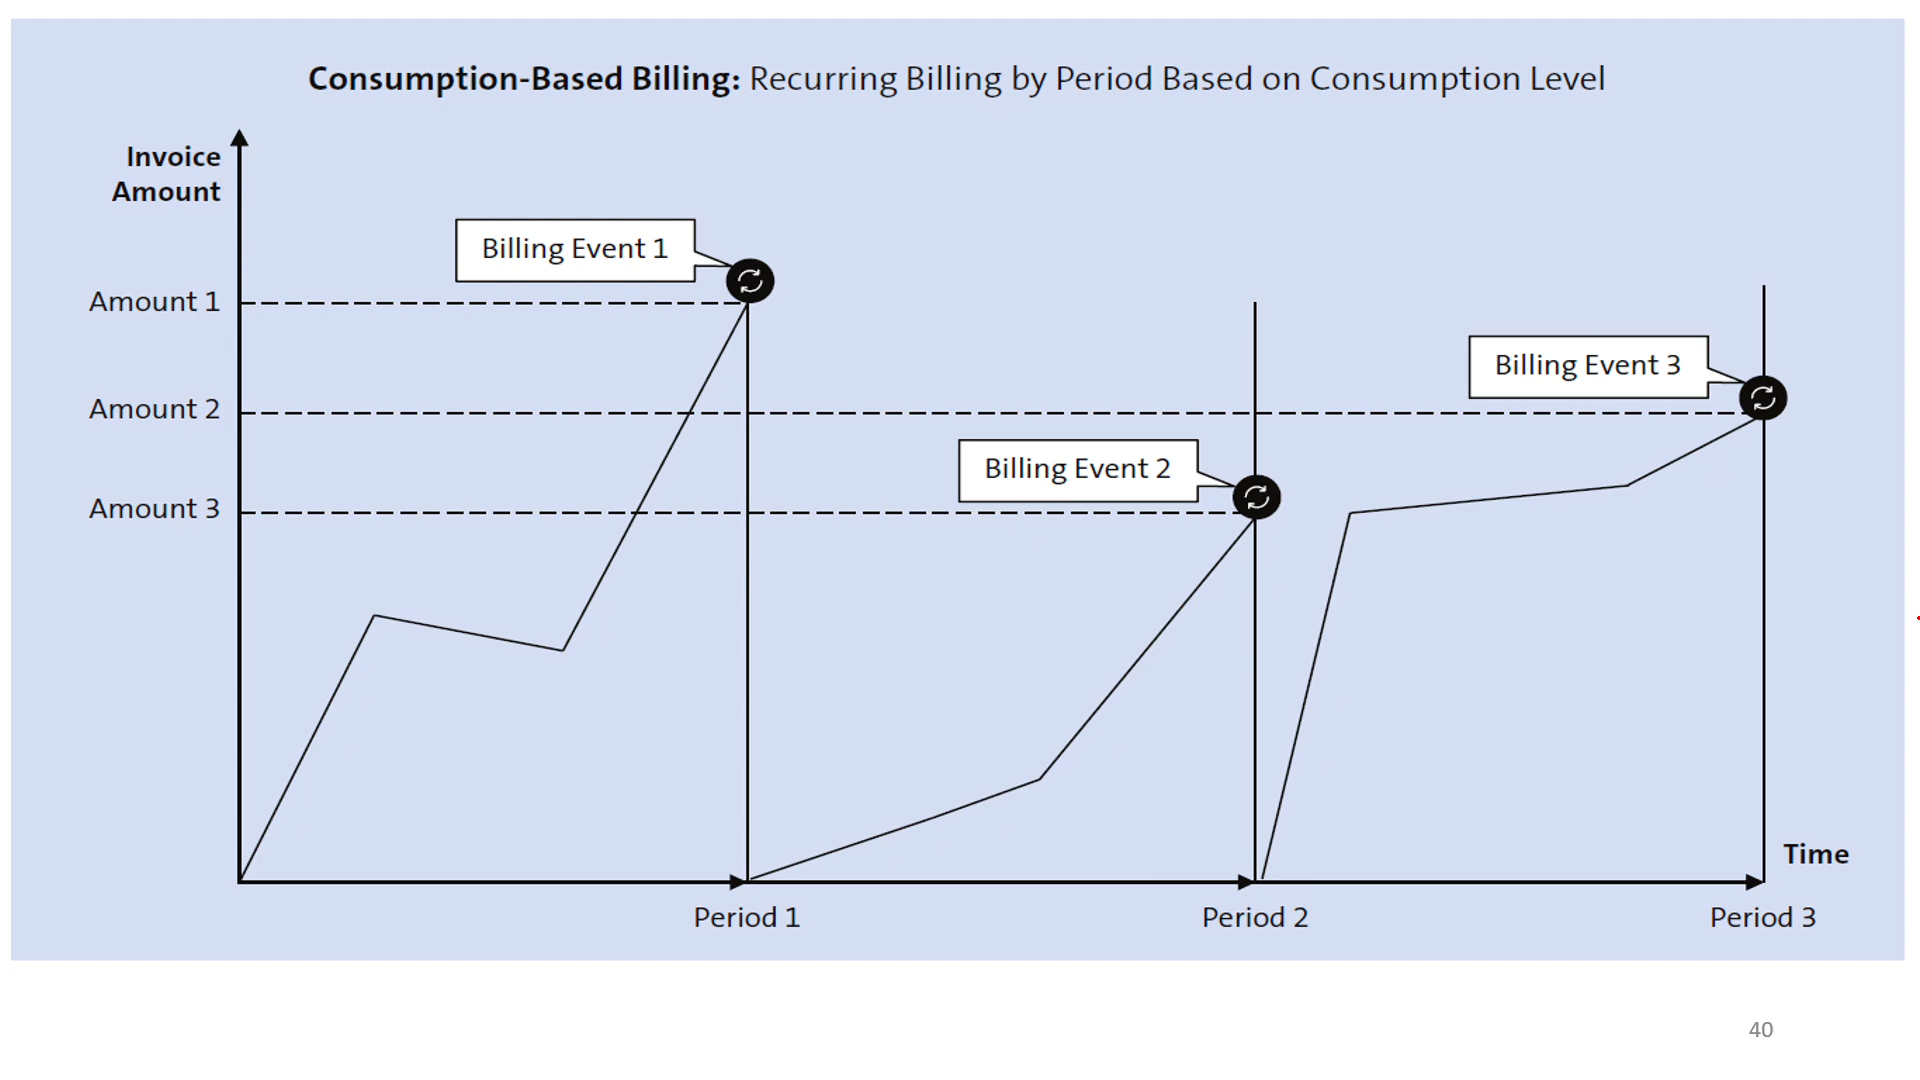 Consumption-Based Billing: Recurring Billing by Period Based on Consumption Level
Invoice
Amount
Billing Event 1
Amount 1
Billing Event 3
Amount 2
Billing Event 2
Amount 3
Time
Period 1
Period 2
Period 3
40